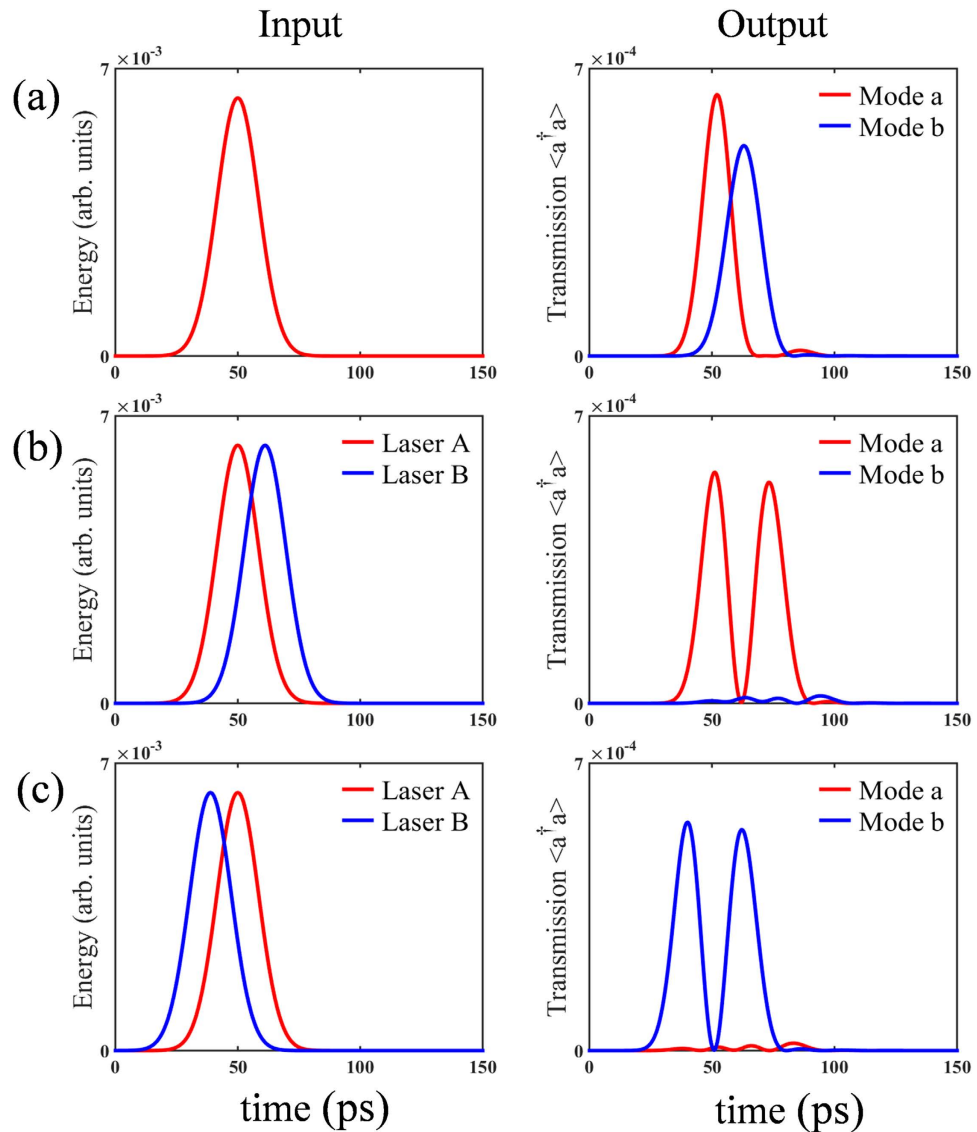 Input Output
(a)
7 ×10⁻³
Energy (arb. units)
0
0 50 100 150
7 ×10⁻⁴
Transmission <a†a>
Mode a
Mode b
0
0 50 100 150
(b)
7 ×10⁻³
Energy (arb. units)
Laser A
Laser B
0
0 50 100 150
7 ×10⁻⁴
Transmission <a†a>
Mode a
Mode b
0
0 50 100 150
(c)
7 ×10⁻³
Energy (arb. units)
Laser A
Laser B
0
0 50 100 150
time (ps)
7 ×10⁻⁴
Transmission <a†a>
Mode a
Mode b
0
0 50 100 150
time (ps)